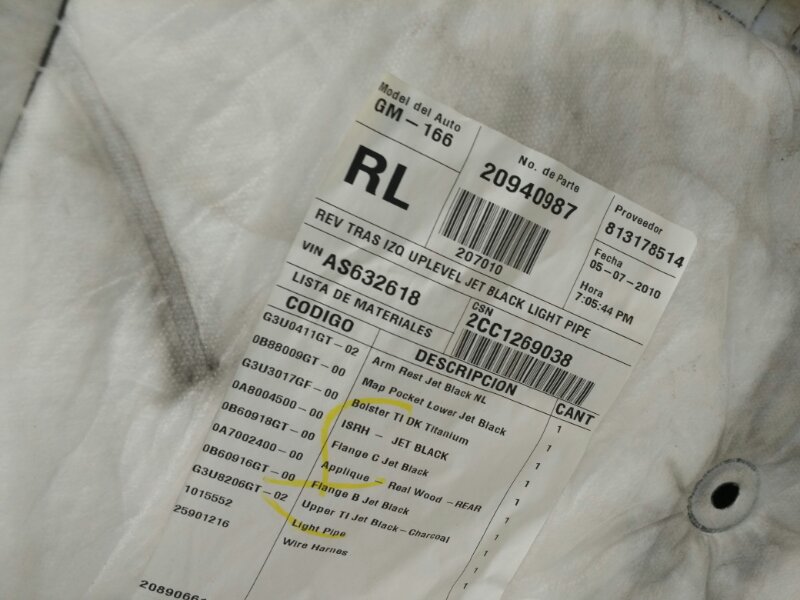 Model del Auto
GM-166
RL
No. de Parte
20940987
207010
Proveedor
813178514
Fecha
05-07-2010
Hora
7:05:44 PM
REV TRAS IZQ UPLEVEL JET BLACK LIGHT PIPE
VIN AS632618
CSN
2CC1269038
LISTA DE MATERIALES
CODIGO DESCRIPCION CANT
G3U0411GT-02 Arm Rest Jet Black NL 1
0B88009GT-00 Map Pocket Lower Jet Black 1
G3U3017GF-00 Bolster TI DK Titanium 1
0A8004500-00 ISRH - JET BLACK 1
0B60918GT-00 Flange C Jet Black 1
0A7002400-00 Applique - Real Wood -REAR 1
0B60916GT-00 Flange B Jet Black 1
G3U8206GT-02 Upper TI Jet Black-Charcoal 1
1015552 Light Pipe 1
25901216 Wire Harnes 1